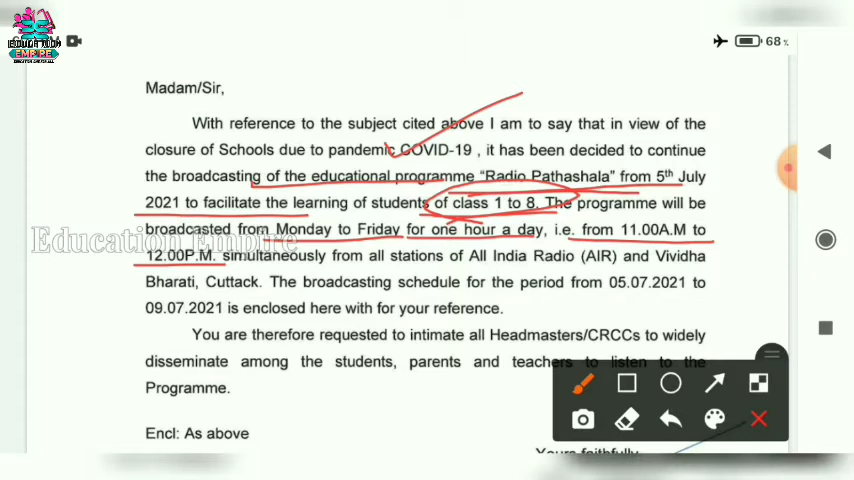 EDUCATION
EMPIRE
68%
Madam/Sir,
With reference to the subject cited above I am to say that in view of the
closure of Schools due to pandemic COVID-19 , it has been decided to continue
the broadcasting of the educational programme “Radio Pathashala” from 5th July
2021 to facilitate the learning of students of class 1 to 8. The programme will be
broadcasted from Monday to Friday for one hour a day, i.e. from 11.00A.M to
Education Empire
12.00P.M. simultaneously from all stations of All India Radio (AIR) and Vividha
Bharati, Cuttack. The broadcasting schedule for the period from 05.07.2021 to
09.07.2021 is enclosed here with for your reference.
You are therefore requested to intimate all Headmasters/CRCCs to widely
disseminate among the students, parents and teachers to listen to the
Programme.
Encl: As above
Yours faithfully